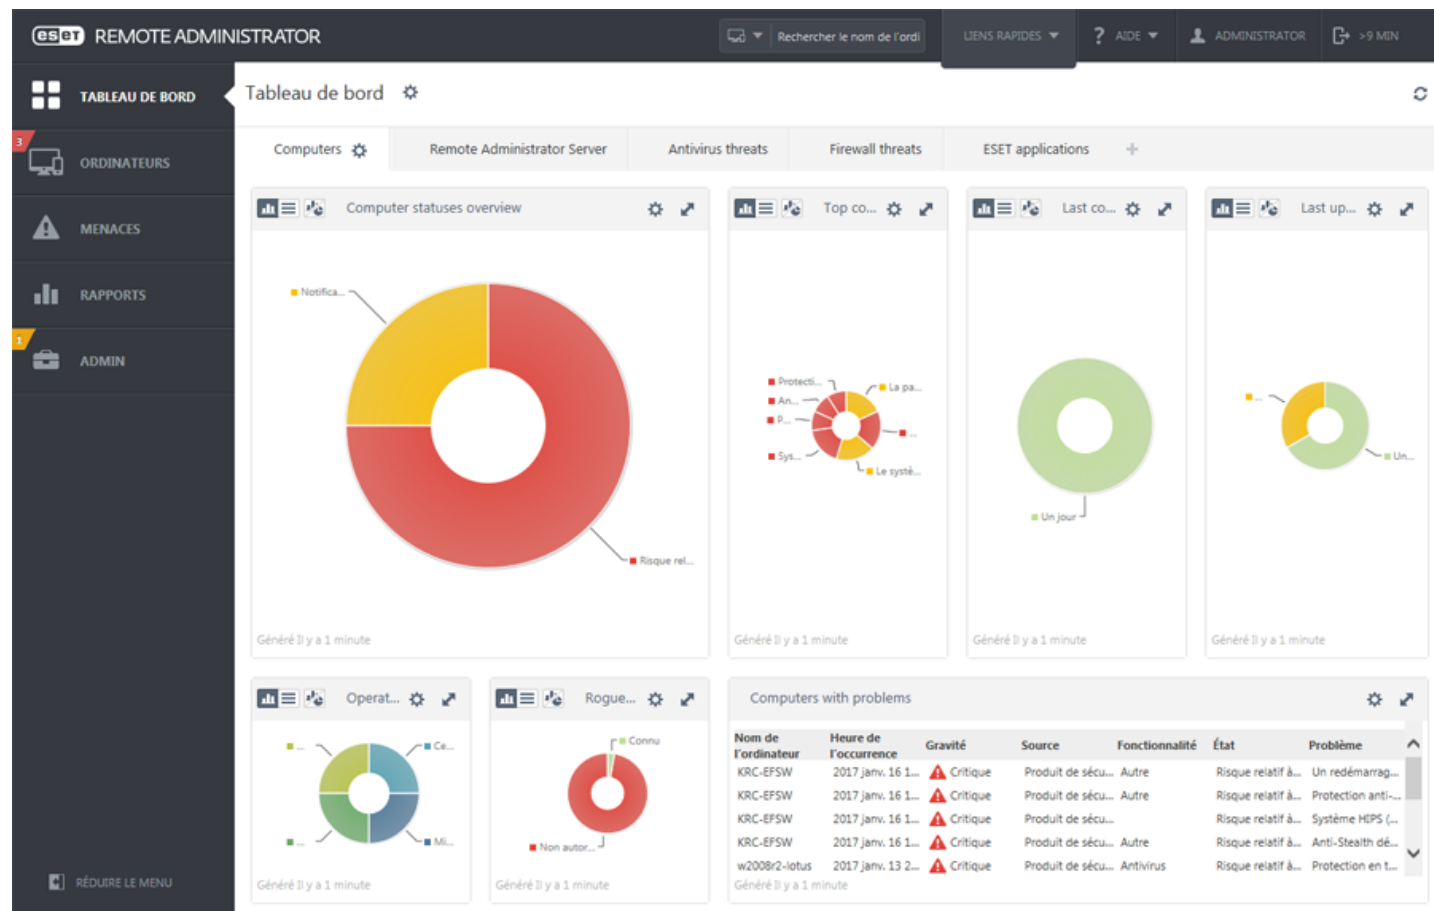 eset REMOTE ADMINISTRATOR
Rechercher le nom de l'ordi
LIENS RAPIDES
? AIDE
ADMINISTRATOR
>9 MIN
TABLEAU DE BORD
3
ORDINATEURS
MENACES
RAPPORTS
1
ADMIN
RÉDUIRE LE MENU
Tableau de bord
Computers
Remote Administrator Server
Antivirus threats
Firewall threats
ESET applications
+
Computer statuses overview
Notifica...
Risque rel...
Généré Il y a 1 minute
Top co...
Protecti...
An...
P...
Sys...
La pa...
...
Le systè...
Généré Il y a 1 minute
Last co...
Un jour
Généré Il y a 1 minute
Last up...
...
Un...
Généré Il y a 1 minute
Operat...
...
Ce...
...
Mi...
Généré Il y a 1 minute
Rogue...
Connu
Non autor...
Généré Il y a 1 minute
Computers with problems
Nom de l'ordinateur Heure de l'occurrence Gravité Source Fonctionnalité État Problème
KRC-EFSW 2017 janv. 16 1... Critique Produit de sécu... Autre Risque relatif à... Un redémarrag...
KRC-EFSW 2017 janv. 16 1... Critique Produit de sécu... Autre Risque relatif à... Protection anti-...
KRC-EFSW 2017 janv. 16 1... Critique Produit de sécu... Risque relatif à... Système HIPS (...
KRC-EFSW 2017 janv. 16 1... Critique Produit de sécu... Autre Risque relatif à... Anti-Stealth dé...
w2008r2-lotus 2017 janv. 13 2... Critique Produit de sécu... Antivirus Risque relatif à... Protection en t...
Généré Il y a 1 minute